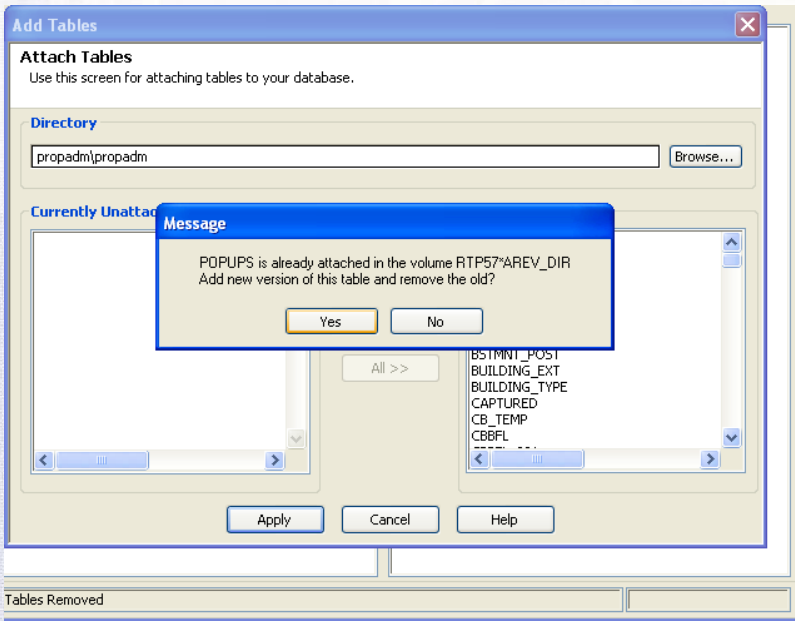 Add Tables
Attach Tables
Use this screen for attaching tables to your database.
Directory
propadm\propadm
Browse...
Currently Unattac
Message
POPUPS is already attached in the volume RTP57*AREV_DIR
Add new version of this table and remove the old?
Yes
No
BSTMNT_POST
All >>
BUILDING_EXT
BUILDING_TYPE
CAPTURED
CB_TEMP
CBBFL
Apply
Cancel
Help
Tables Removed